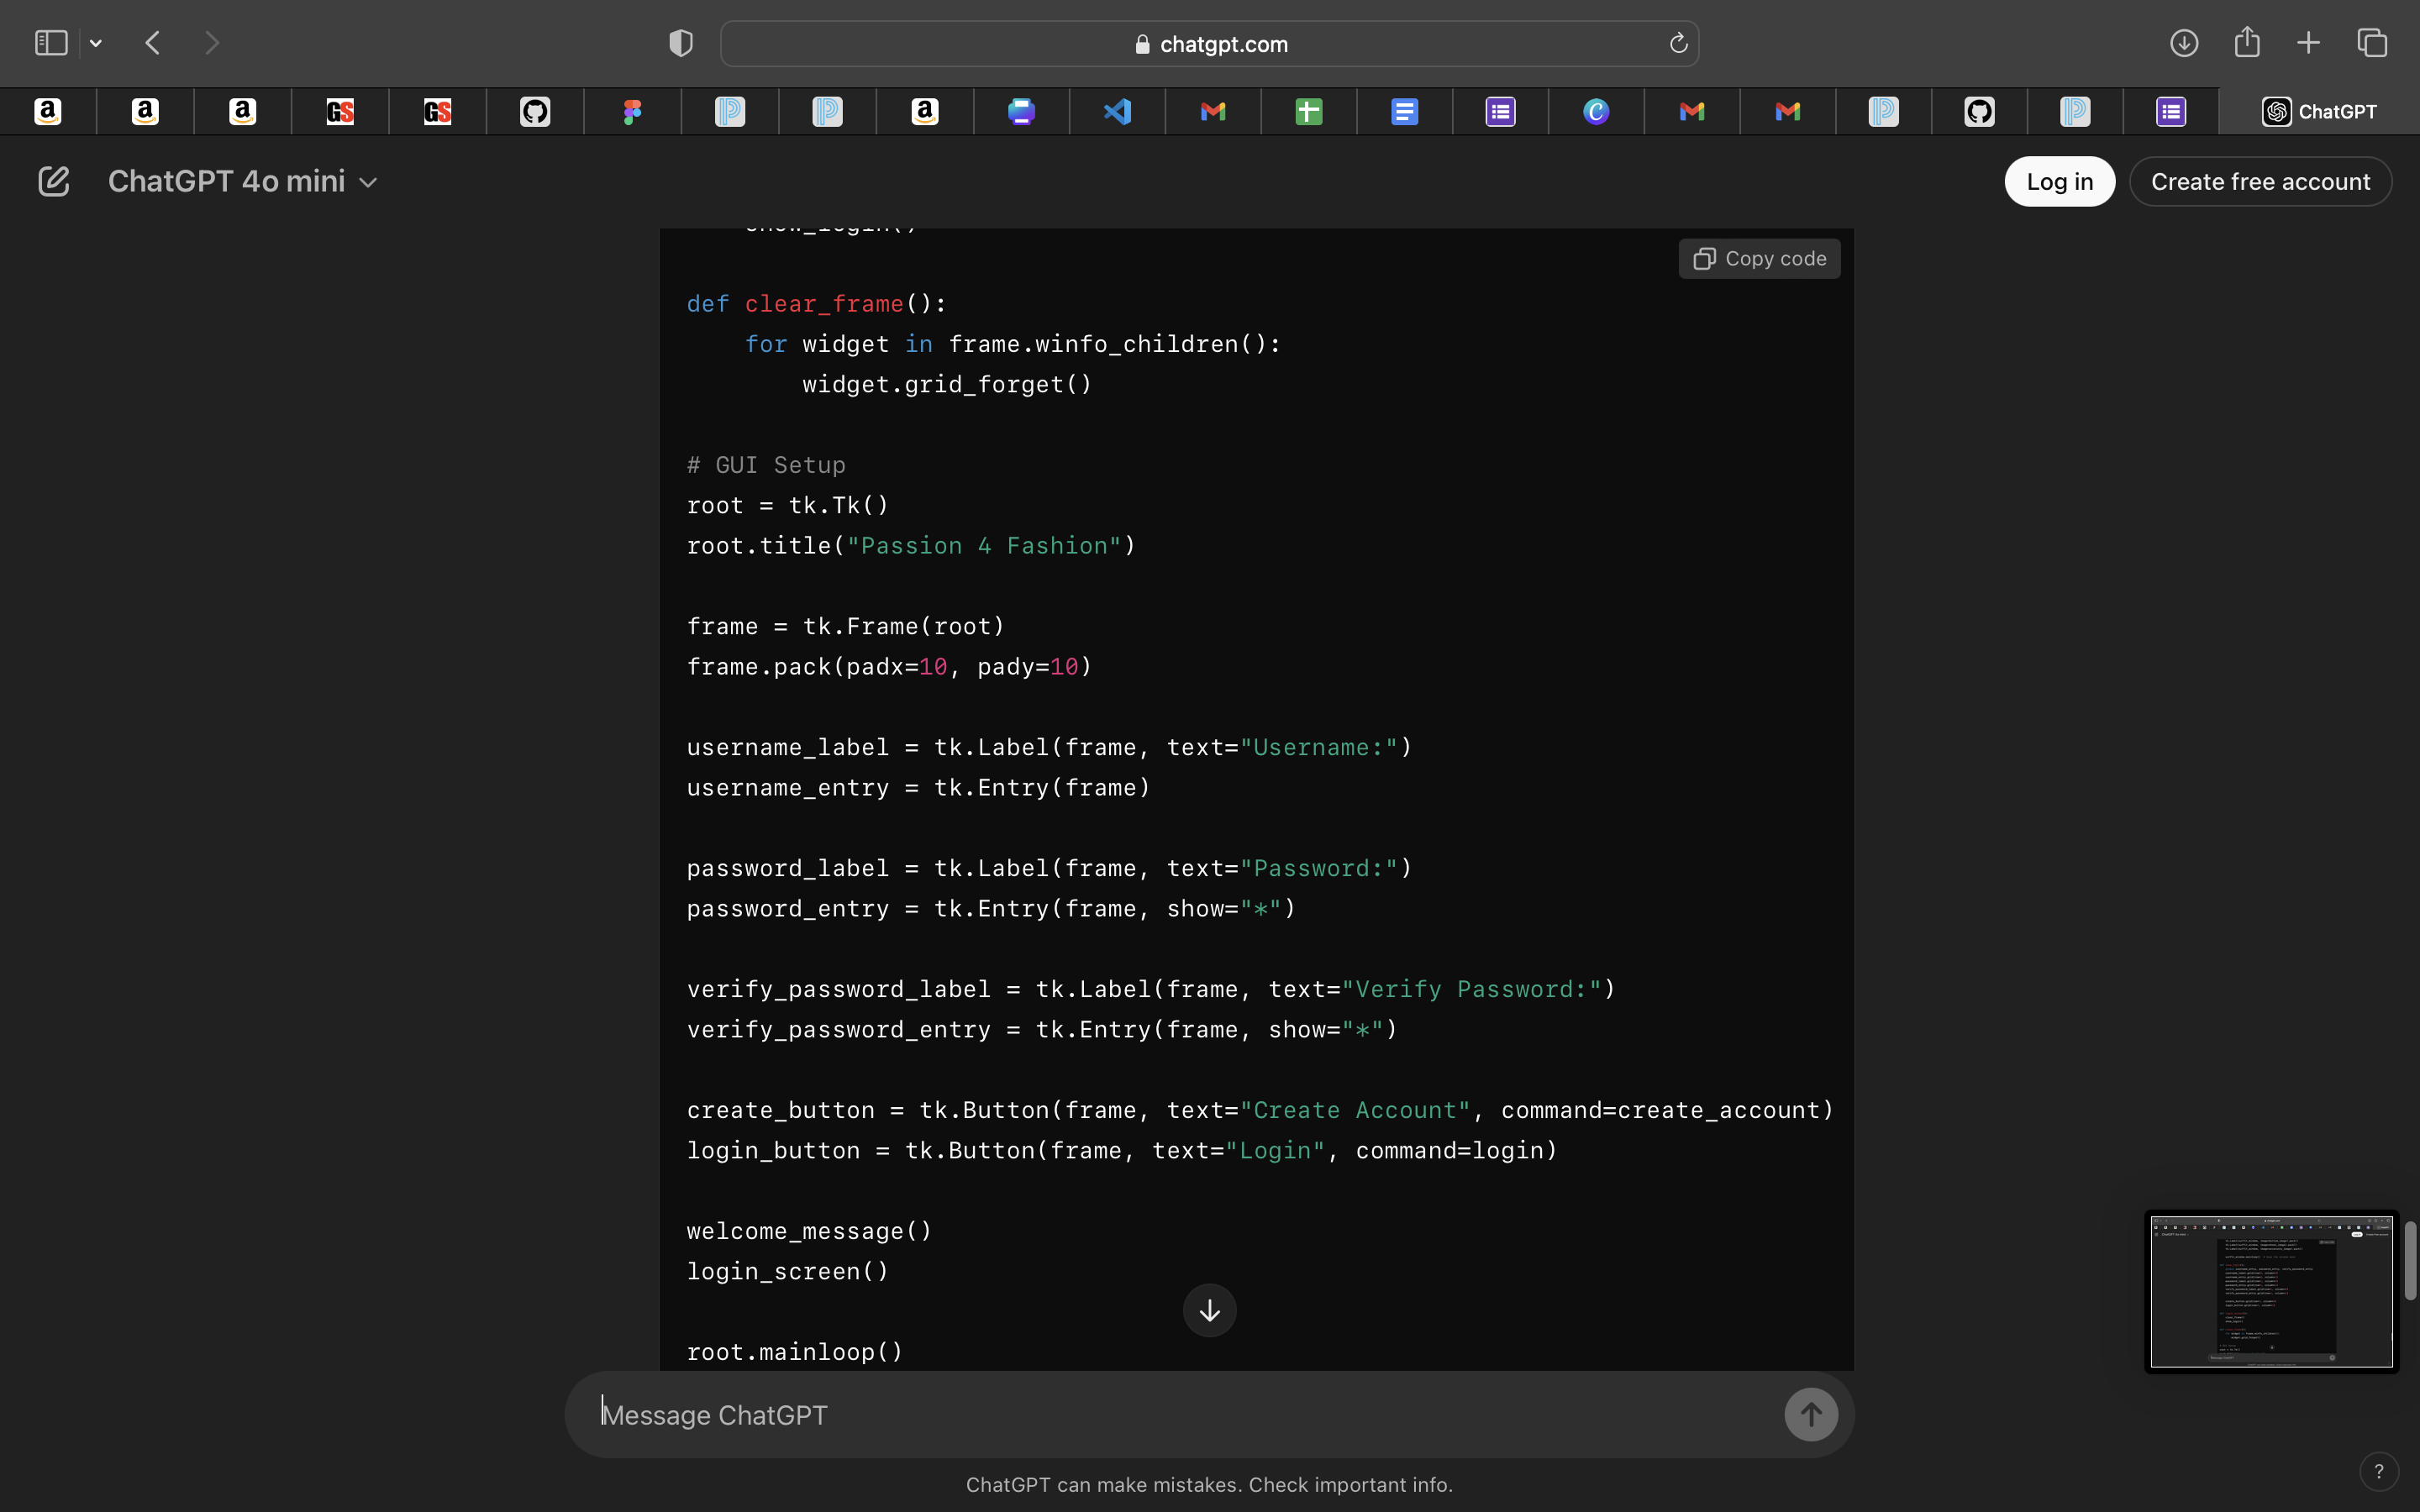 chatgpt.com
ChatGPT
ChatGPT 4o mini
Log in
Create free account
show_login()
Copy code
def clear_frame():
    for widget in frame.winfo_children():
        widget.grid_forget()
# GUI Setup
root = tk.Tk()
root.title("Passion 4 Fashion")
frame = tk.Frame(root)
frame.pack(padx=10, pady=10)
username_label = tk.Label(frame, text="Username:")
username_entry = tk.Entry(frame)
password_label = tk.Label(frame, text="Password:")
password_entry = tk.Entry(frame, show="*")
verify_password_label = tk.Label(frame, text="Verify Password:")
verify_password_entry = tk.Entry(frame, show="*")
create_button = tk.Button(frame, text="Create Account", command=create_account)
login_button = tk.Button(frame, text="Login", command=login)
welcome_message()
login_screen()
root.mainloop()
Message ChatGPT
ChatGPT can make mistakes. Check important info.
?